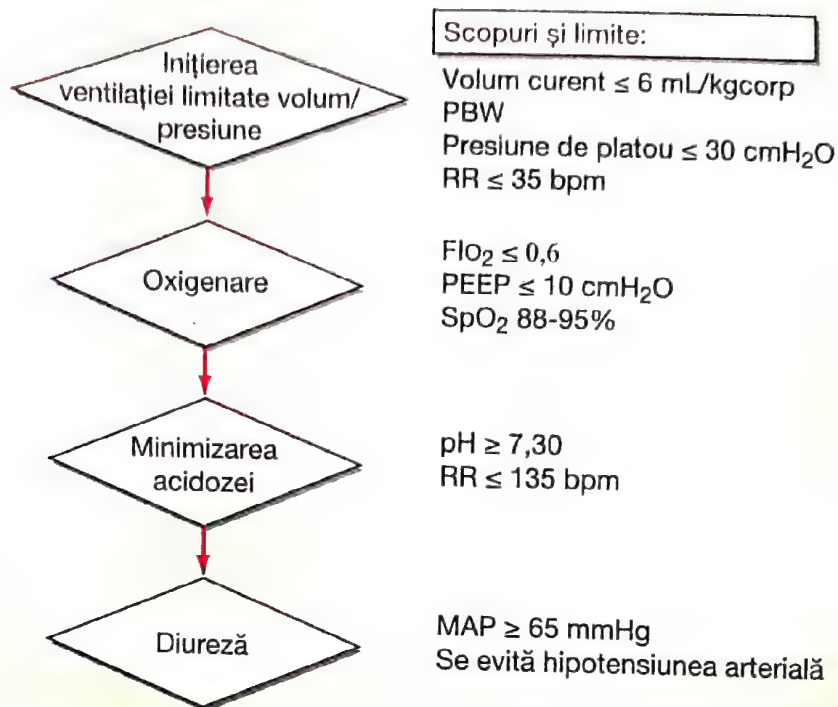 Scopuri și limite:
Inițierea
ventilației limitate volum/
presiune
Volum curent ≤ 6 mL/kgcorp
PBW
Presiune de platou ≤ 30 cmH₂O
RR ≤ 35 bpm
Oxigenare
FIO₂ ≤ 0,6
PEEP ≤ 10 cmH₂O
SpO₂ 88-95%
Minimizarea
acidozei
pH ≥ 7,30
RR ≤ 135 bpm
Diureză
MAP ≥ 65 mmHg
Se evită hipotensiunea arterială